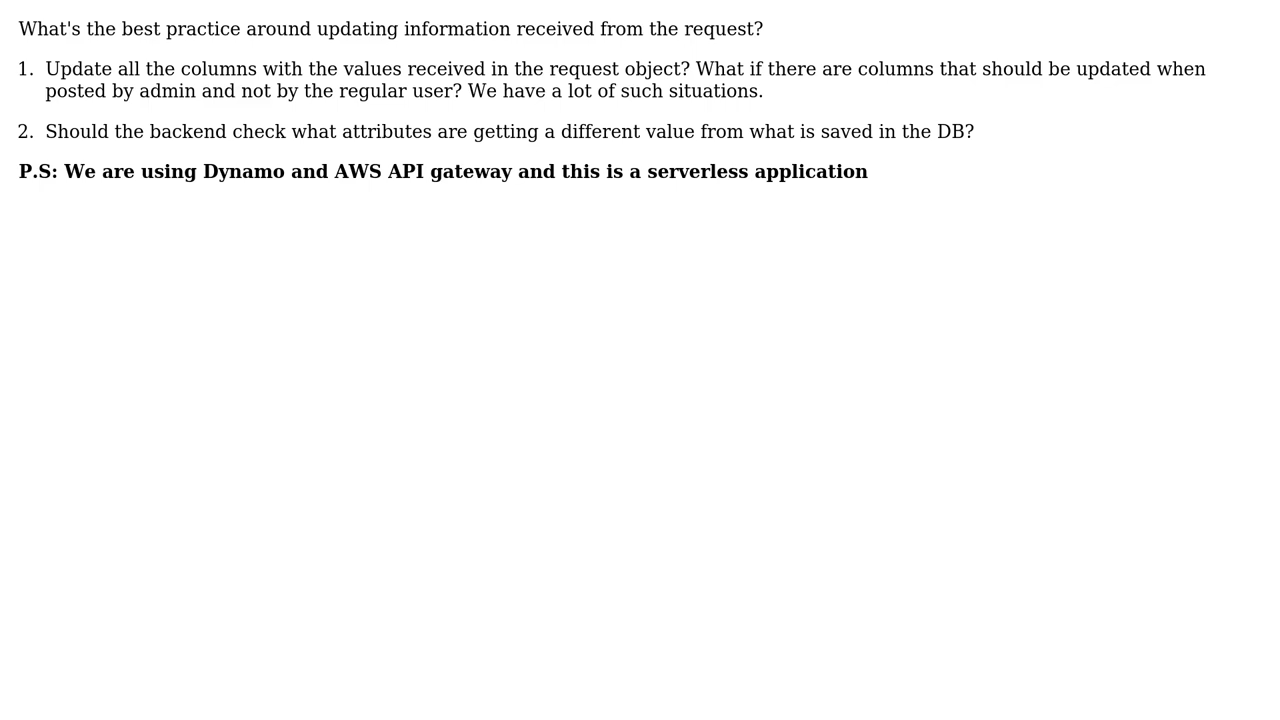 What's the best practice around updating information received from the request?
1. Update all the columns with the values received in the request object? What if there are columns that should be updated when
posted by admin and not by the regular user? We have a lot of such situations.
2. Should the backend check what attributes are getting a different value from what is saved in the DB?
P.S: We are using Dynamo and AWS API gateway and this is a serverless application